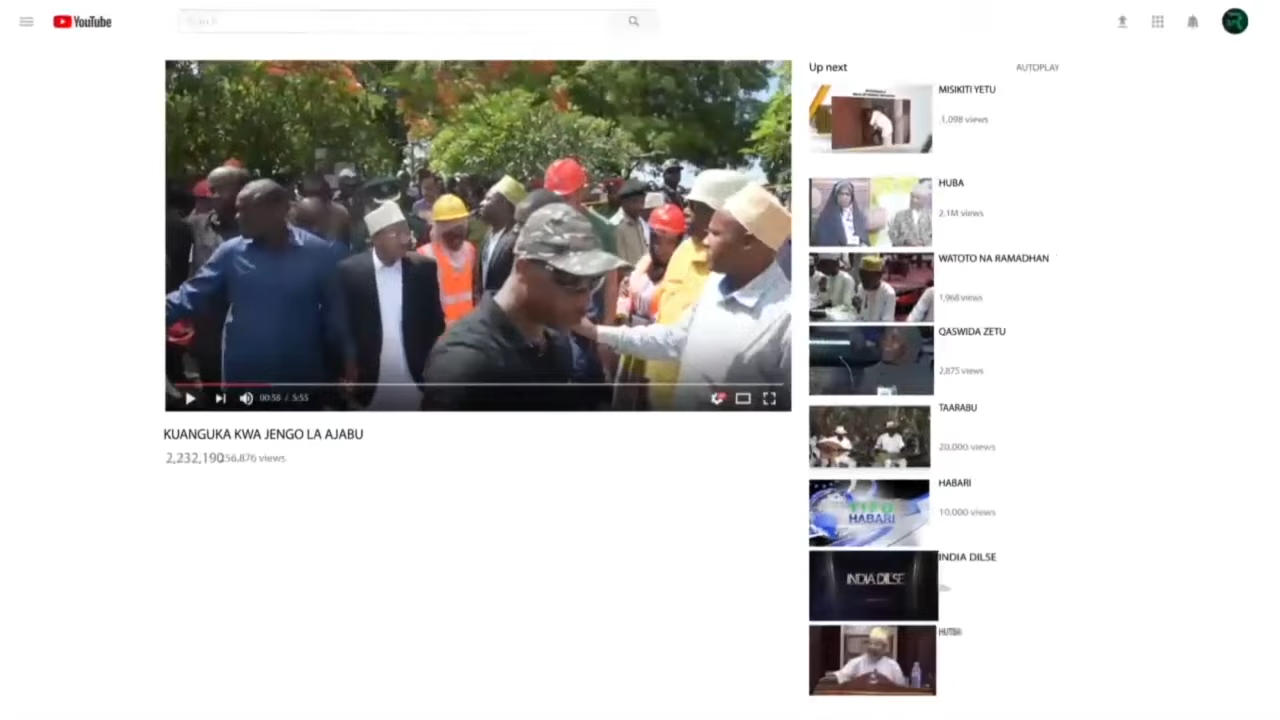 YouTube
Up next
AUTOPLAY
MISIKITI YETU
1,098 views
HUBA
2.1M views
WATOTO NA RAMADHAN
1,968 views
QASWIDA ZETU
2,875 views
00:56 / 5:55
TAARABU
20,000 views
KUANGUKA KWA JENGO LA AJABU
2,232,190
56,876 views
HABARI
10,000 views
HABARI
INDIA DILSE
INDIA DILSE